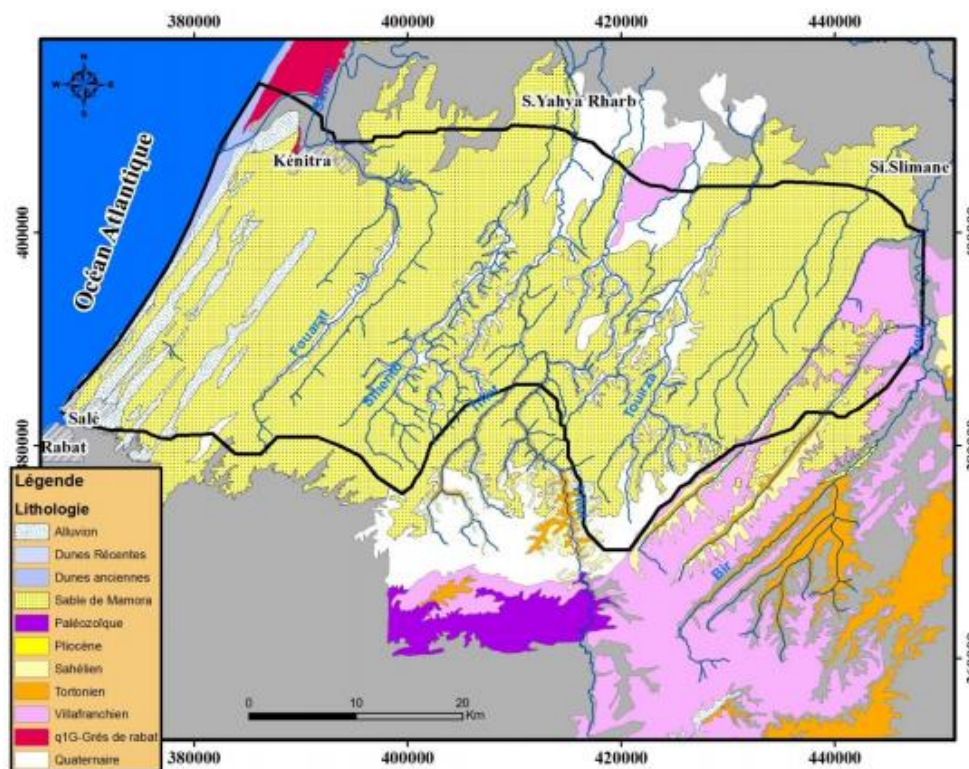 380000 400000 420000 440000
N
W E
S
S.Yahya Rharb
Kénitra
Si.Slimane
Océan Atlantique
400000
Fouarat
Smento
Touirza
Salé
Rabat
380000
Bir
Légende
Lithologie
Alluvion
Dunes Récentes
Dunes anciennes
Sable de Mamora
Paléozoïque
Pliocène
Sahélien
Tortonien
Villafranchien
q1G-Grés de rabat
Quaternaire
0 10 20
Km
380000 400000 420000 440000